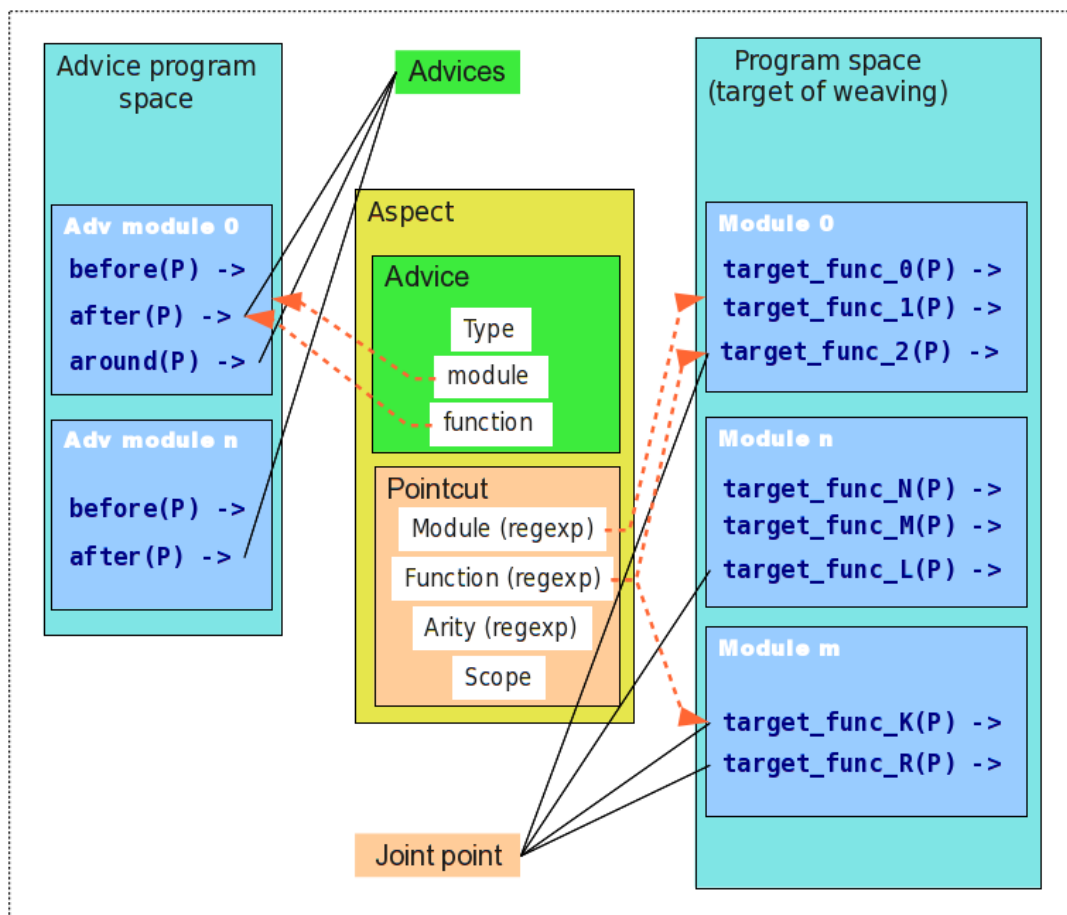 Advice program
space
Adv module 0
before(P) ->
after(P) ->
around(P) ->
Adv module n
before(P) ->
after(P) ->
Advices
Aspect
Advice
Type
module
function
Pointcut
Module (regexp)
Function (regexp)
Arity (regexp)
Scope
Joint point
Program space
(target of weaving)
Module 0
target_func_0(P) ->
target_func_1(P) ->
target_func_2(P) ->
Module n
target_func_N(P) ->
target_func_M(P) ->
target_func_L(P) ->
Module m
target_func_K(P) ->
target_func_R(P) ->